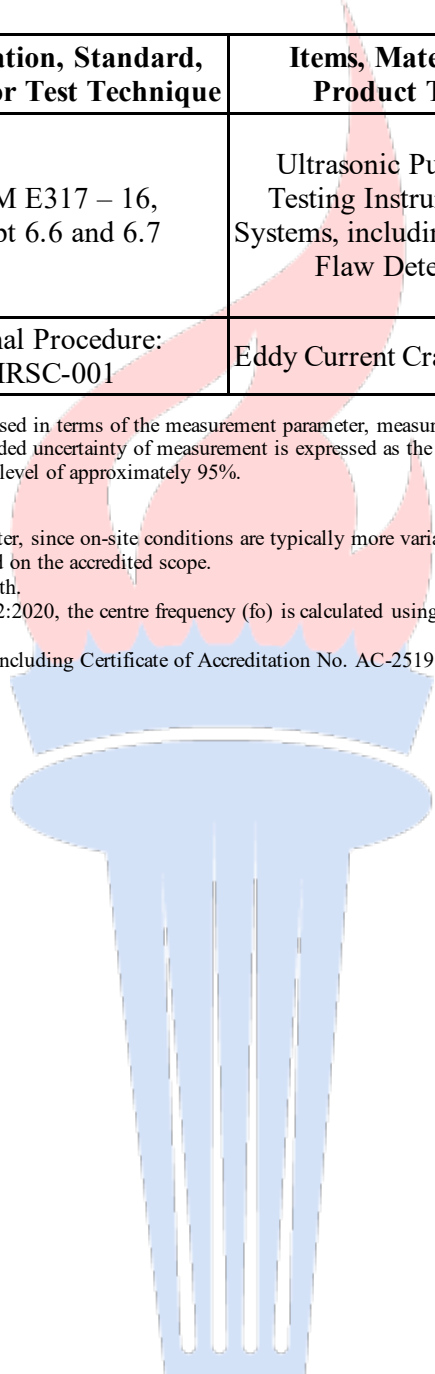 ation, Standard,
or Test Technique
Items, Mate
Product T
M E317 – 16,
pt 6.6 and 6.7
Ultrasonic Pu
Testing Instru
Systems, includin
Flaw Dete
nal Procedure:
IRSC-001
Eddy Current Cra
sed in terms of the measurement parameter, measur
ded uncertainty of measurement is expressed as the
level of approximately 95%.
ter, since on-site conditions are typically more varia
d on the accredited scope.
th.
2:2020, the centre frequency (fo) is calculated using
ncluding Certificate of Accreditation No. AC-2519